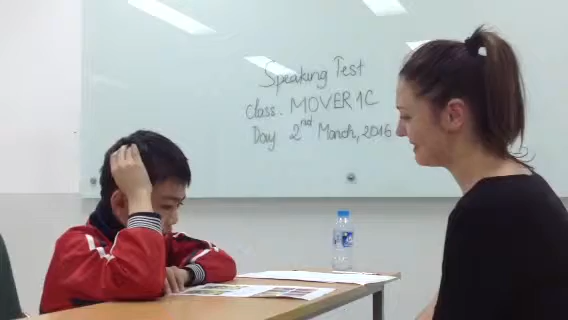 Speaking Test
Class. MOVER 1C
Day 2nd March, 2016